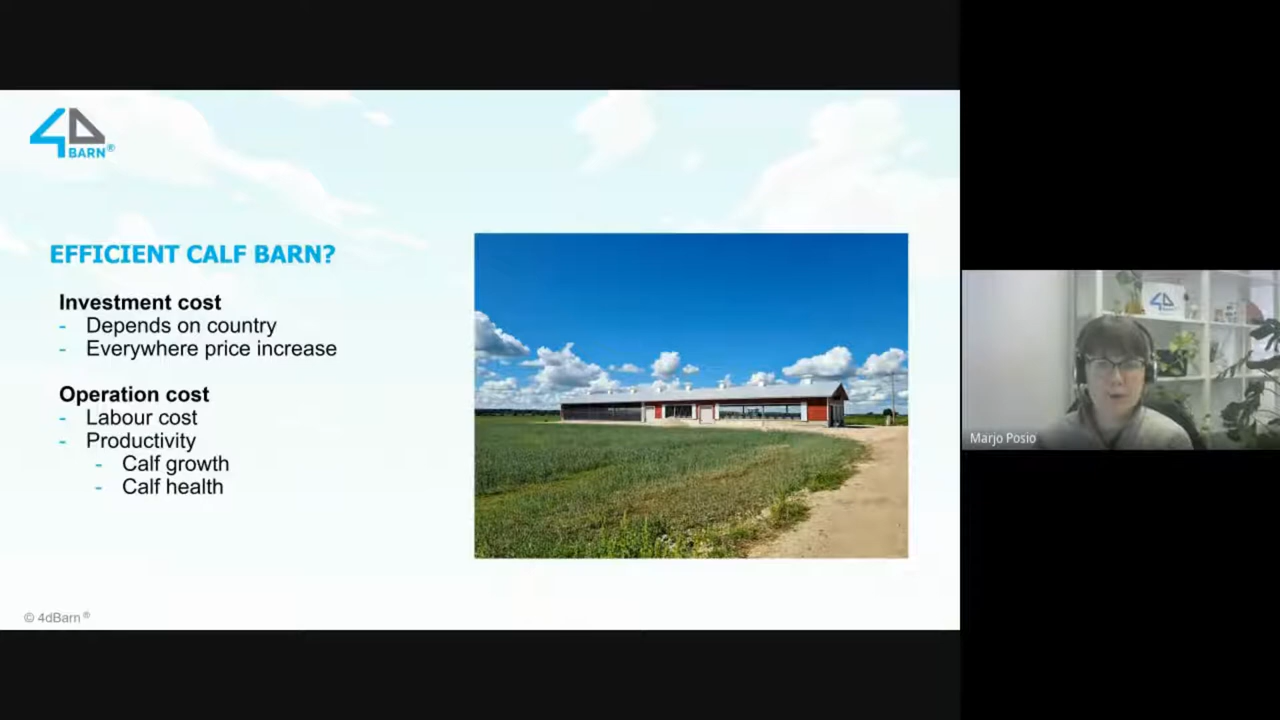 4D
BARN®
EFFICIENT CALF BARN?
Investment cost
- Depends on country
- Everywhere price increase
Operation cost
- Labour cost
- Productivity
- Calf growth
- Calf health
© 4dBarn®
Marjo Posio